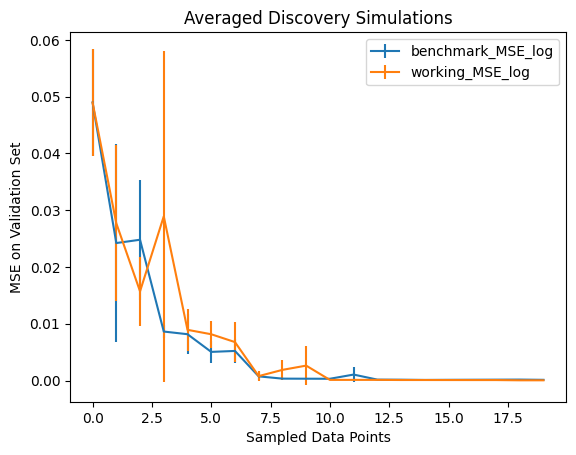 Averaged Discovery Simulations
benchmark_MSE_log
working_MSE_log
MSE on Validation Set
0.06
0.05
0.04
0.03
0.02
0.01
0.00
0.0 2.5 5.0 7.5 10.0 12.5 15.0 17.5
Sampled Data Points